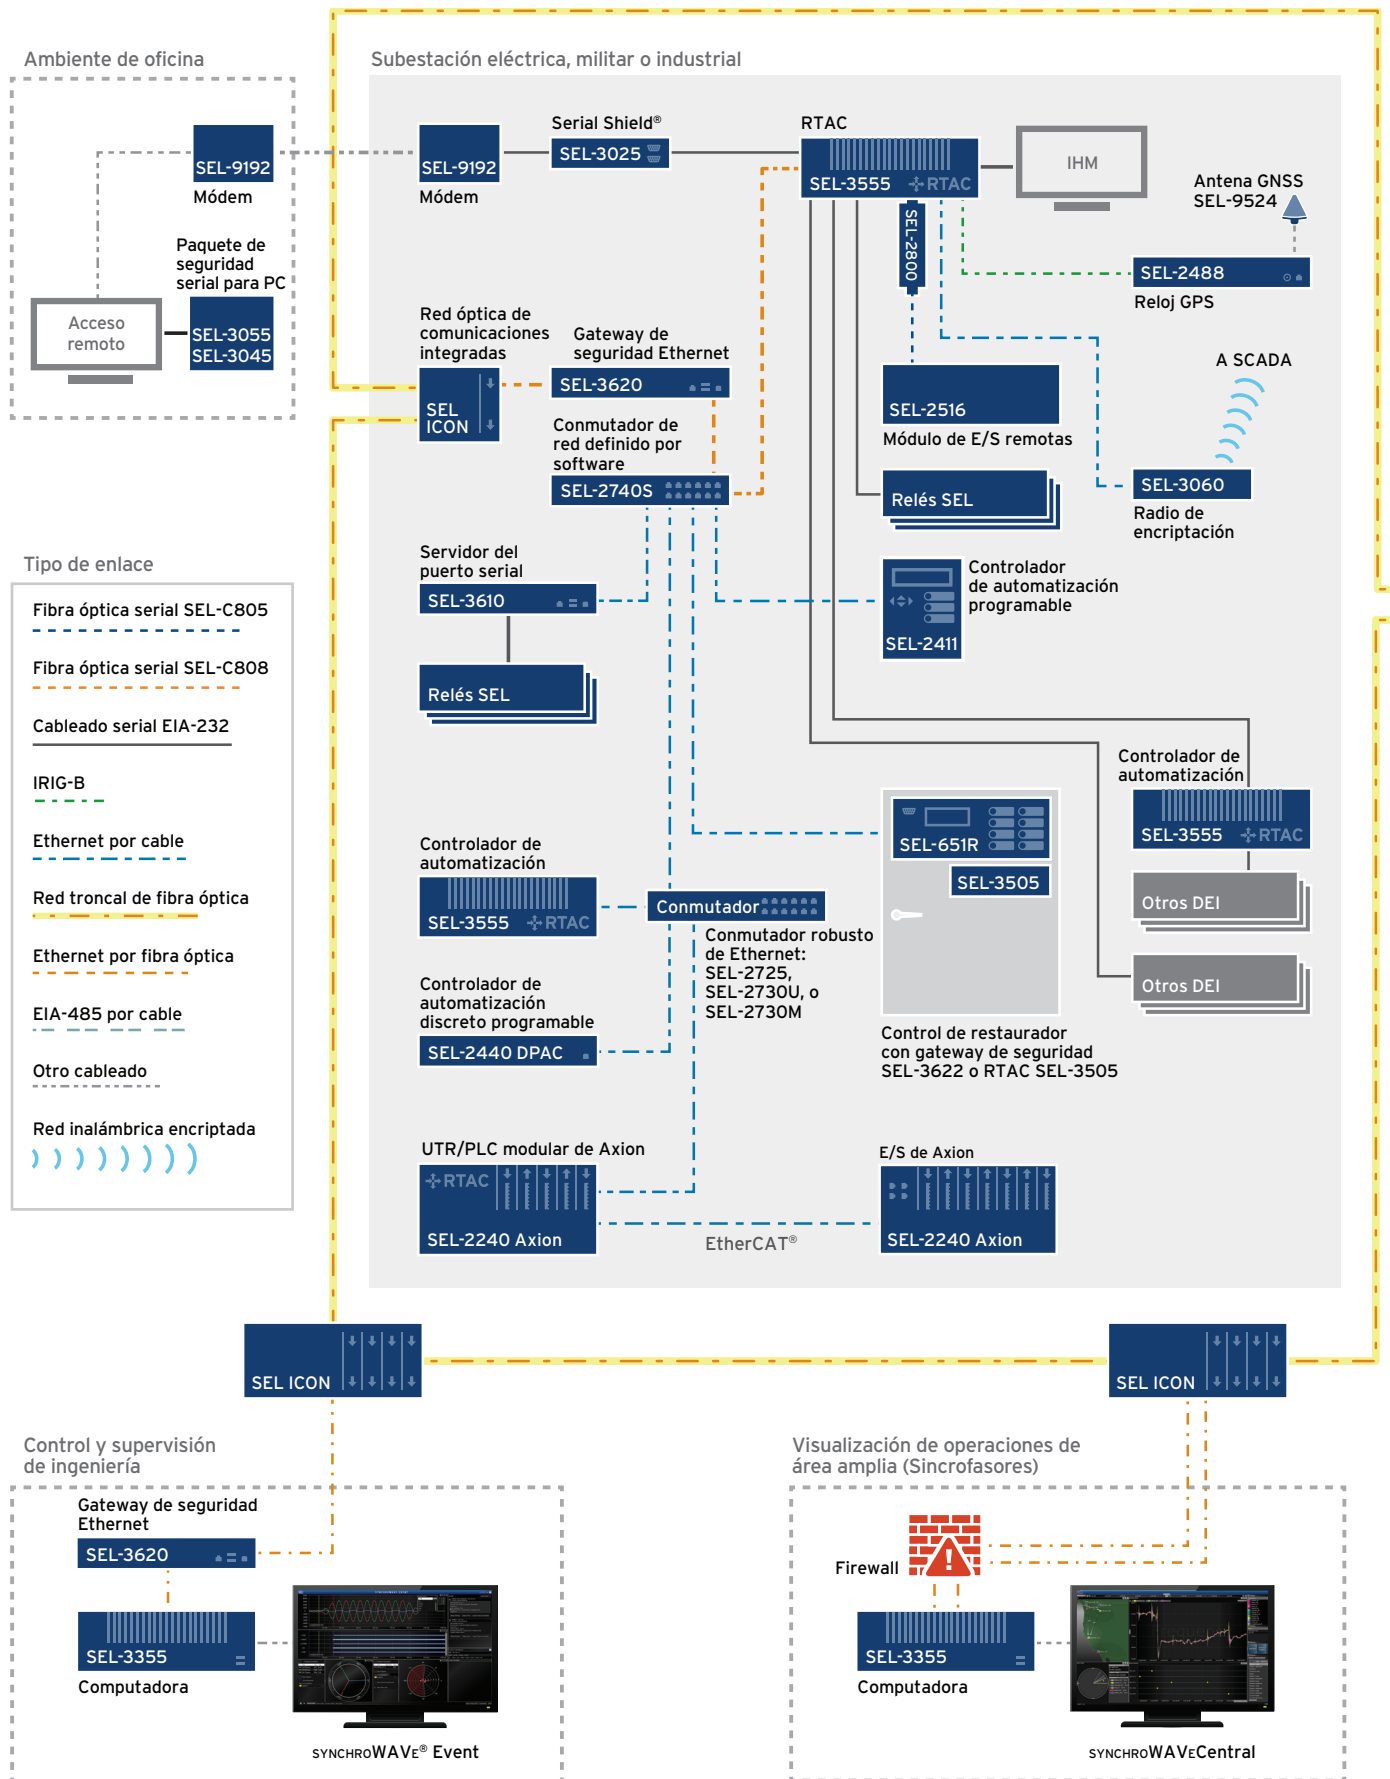 Ambiente de oficina
SEL-9192
Módem
Paquete de
seguridad
serial para PC
Acceso
remoto
SEL-3055
SEL-3045
Subestación eléctrica, militar o industrial
SEL-9192
Módem
Serial Shield®
SEL-3025
RTAC
SEL-3555
RTAC
IHM
Antena GNSS
SEL-9524
SEL-2800
SEL-2488
Reloj GPS
Red óptica de
comunicaciones
integradas
SEL
ICON
Gateway de
seguridad Ethernet
SEL-3620
Conmutador de
red definido por
software
SEL-2740S
SEL-2516
Módulo de E/S remotas
A SCADA
Relés SEL
SEL-3060
Radio de
encriptación
Servidor del
puerto serial
SEL-3610
Relés SEL
SEL-2411
Controlador
de automatización
programable
Controlador de
automatización
SEL-3555
RTAC
Otros DEI
Otros DEI
SEL-651R
SEL-3505
Control de restaurador
con gateway de seguridad
SEL-3622 o RTAC SEL-3505
Controlador de
automatización
SEL-3555
RTAC
Conmutador
Conmutador robusto
de Ethernet:
SEL-2725,
SEL-2730U, o
SEL-2730M
Controlador de
automatización
discreto programable
SEL-2440 DPAC
UTR/PLC modular de Axion
RTAC
SEL-2240 Axion
EtherCAT®
E/S de Axion
SEL-2240 Axion
Tipo de enlace
Fibra óptica serial SEL-C805
Fibra óptica serial SEL-C808
Cableado serial EIA-232
IRIG-B
Ethernet por cable
Red troncal de fibra óptica
Ethernet por fibra óptica
EIA-485 por cable
Otro cableado
Red inalámbrica encriptada
SEL ICON
SEL ICON
Control y supervisión
de ingeniería
Gateway de seguridad
Ethernet
SEL-3620
SEL-3355
Computadora
SYNCHROWAVE® Event
Visualización de operaciones de
área amplia (Sincrofasores)
Firewall
SEL-3355
Computadora
SYNCHROWAVECentral